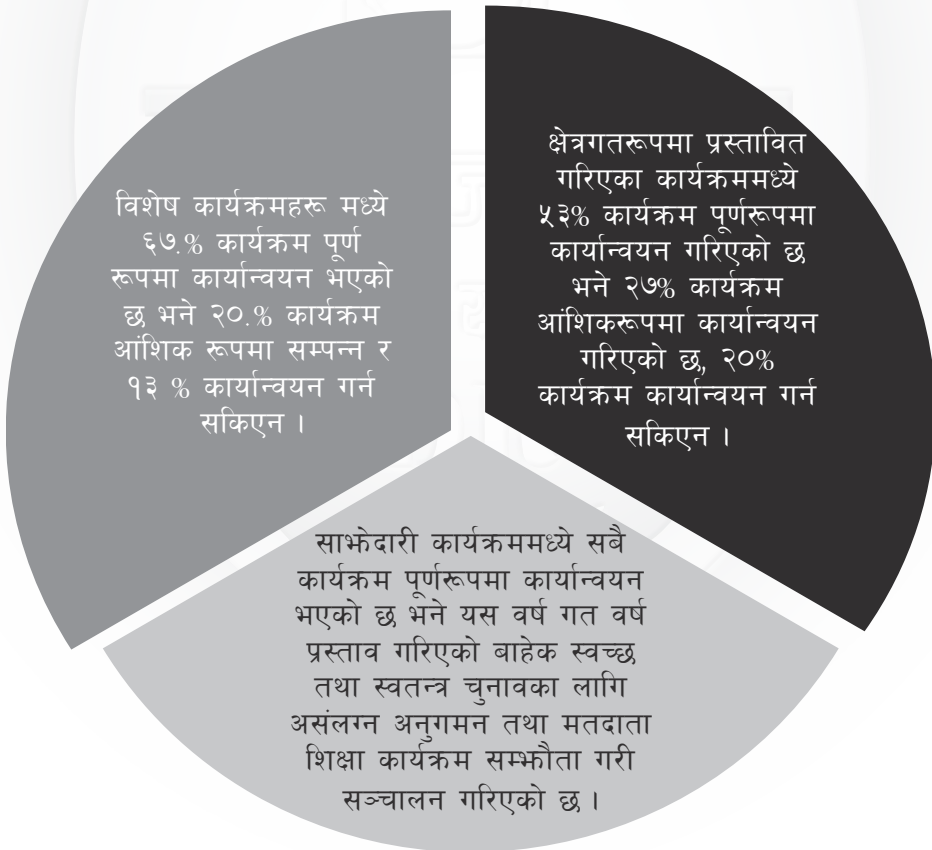 विशेष कार्यक्रमहरू मध्ये
६७.% कार्यक्रम पूर्ण
रूपमा कार्यान्वयन भएको
छ भने २०.% कार्यक्रम
आंशिक रूपमा सम्पन्न र
१३ % कार्यान्वयन गर्न
सकिएन ।
क्षेत्रगतरूपमा प्रस्तावित
गरिएका कार्यक्रममध्ये
५३% कार्यक्रम पूर्णरूपमा
कार्यान्वयन गरिएको छ
भने २७% कार्यक्रम
आंशिकरूपमा कार्यान्वयन
गरिएको छ, २०%
कार्यक्रम कार्यान्वयन गर्न
सकिएन ।
साझेदारी कार्यक्रममध्ये सबै
कार्यक्रम पूर्णरूपमा कार्यान्वयन
भएको छ भने यस वर्ष गत वर्ष
प्रस्ताव गरिएको बाहेक स्वच्छ
तथा स्वतन्त्र चुनावका लागि
असंलग्न अनुगमन तथा मतदाता
शिक्षा कार्यक्रम सम्झौता गरी
सञ्चालन गरिएको छ ।